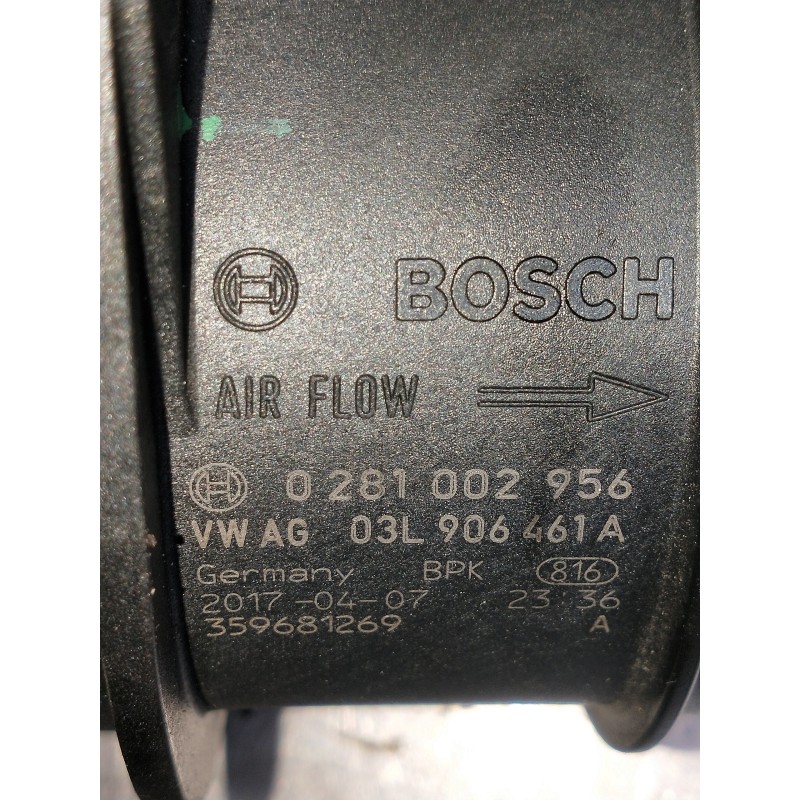 BOSCH
AIR FLOW
0 281 002 956
VW AG 03L 906 461 A
Germany BPK 816
2017-04-07 23 36
359681269 A